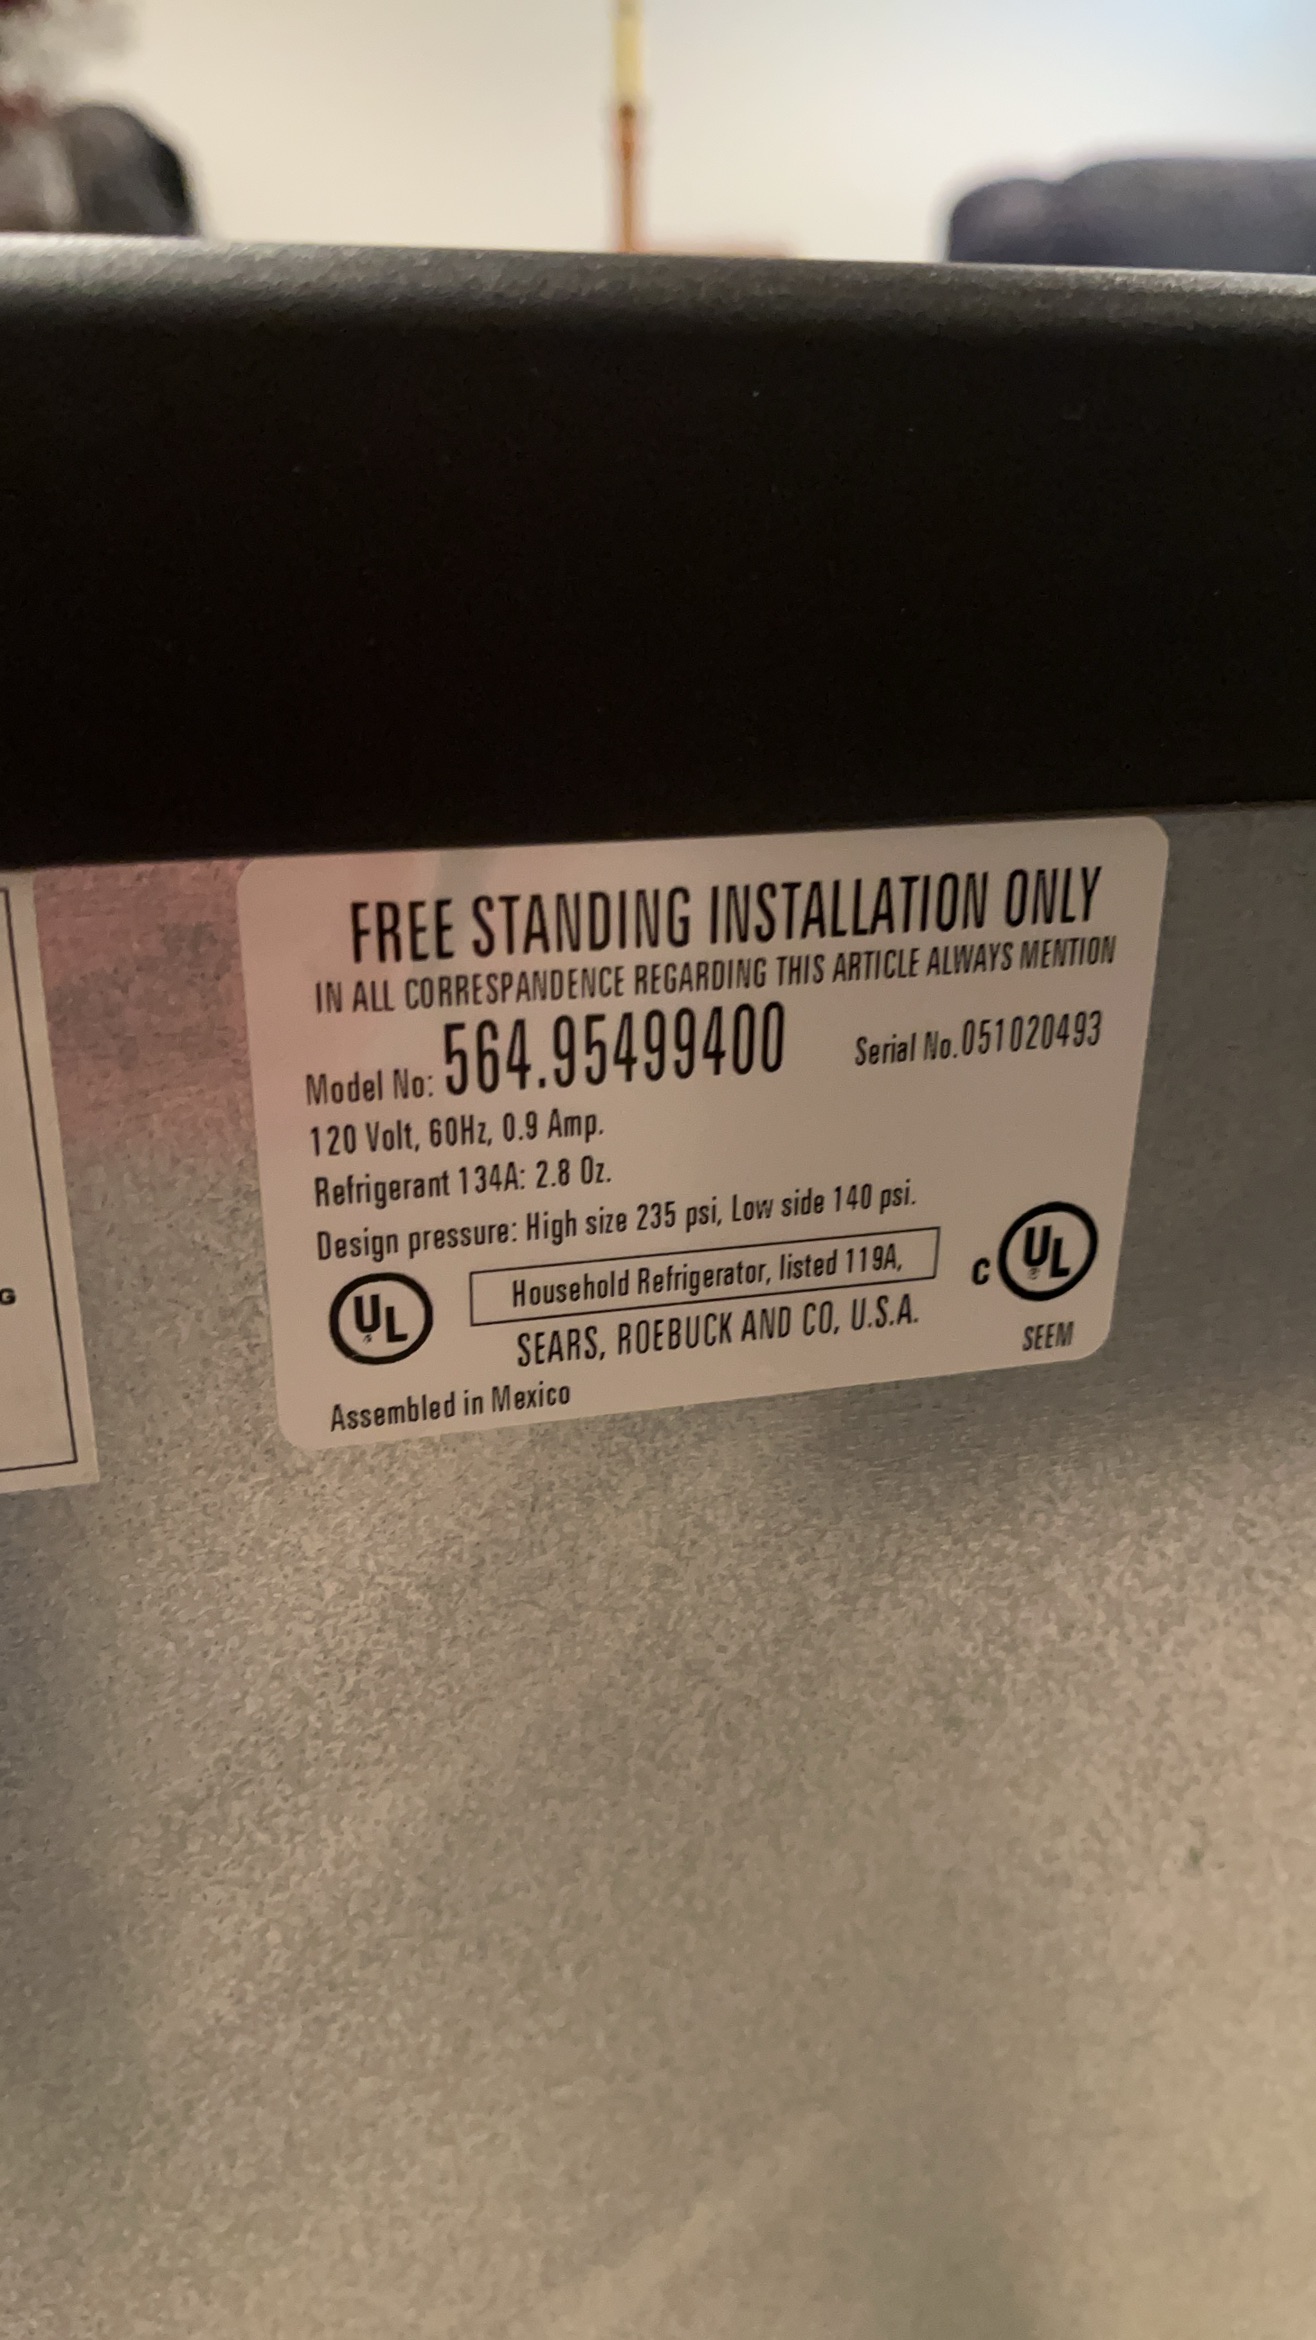 FREE STANDING INSTALLATION ONLY
IN ALL CORRESPANDENCE REGARDING THIS ARTICLE ALWAYS MENTION
Model No: 564.95499400 Serial No.051020493
120 Volt, 60Hz, 0.9 Amp.
Refrigerant 134A: 2.8 Oz.
Design pressure: High size 235 psi, Low side 140 psi.
UL Household Refrigerator, listed 119A, C UL
SEARS, ROEBUCK AND CO, U.S.A. SEEM
Assembled in Mexico
G